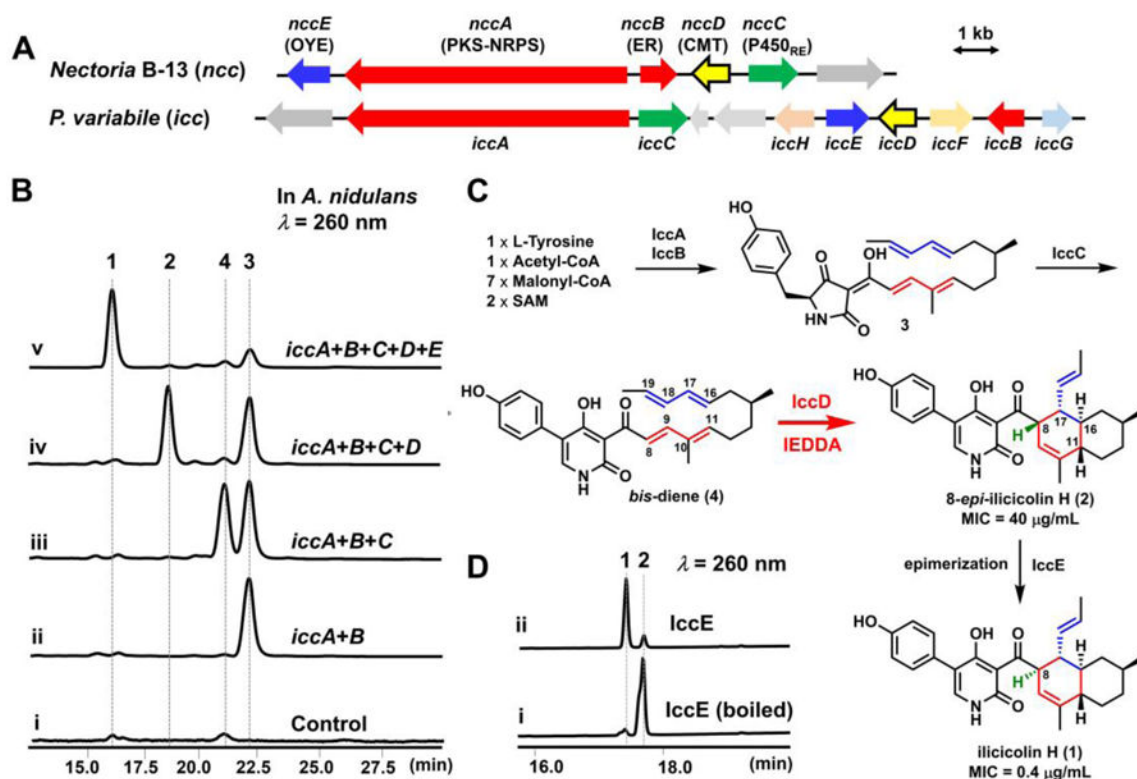 A
nccE
(OYE)
nccA
(PKS-NRPS)
nccB
(ER)
nccD
(CMT)
nccC
(P450RE)
1 kb
Nectoria B-13 (ncc)
P. variabile (icc)
iccA
iccC
iccH
iccE
iccD
iccF
iccB
iccG
B
In A. nidulans
λ = 260 nm
1 2 4 3
v iccA+B+C+D+E
iv iccA+B+C+D
iii iccA+B+C
ii iccA+B
i Control
15.0 17.5 20.0 22.5 25.0 27.5 (min)
C
1 x L-Tyrosine
1 x Acetyl-CoA
7 x Malonyl-CoA
2 x SAM
IccA
IccB
HO
OH
O
HN
O
3
IccC
HO
OH
O
N
H
O
19
18
17
16
11
10
9
8
bis-diene (4)
IccD
IEDDA
HO
OH
O
H
8
17
H
16
11
H
N
H
O
8-epi-ilicicolin H (2)
MIC = 40 μg/mL
epimerization
IccE
HO
OH
O
H
8
H
H
N
H
O
ilicicolin H (1)
MIC = 0.4 μg/mL
D
1 2
λ = 260 nm
ii IccE
i IccE (boiled)
16.0 18.0 (min)